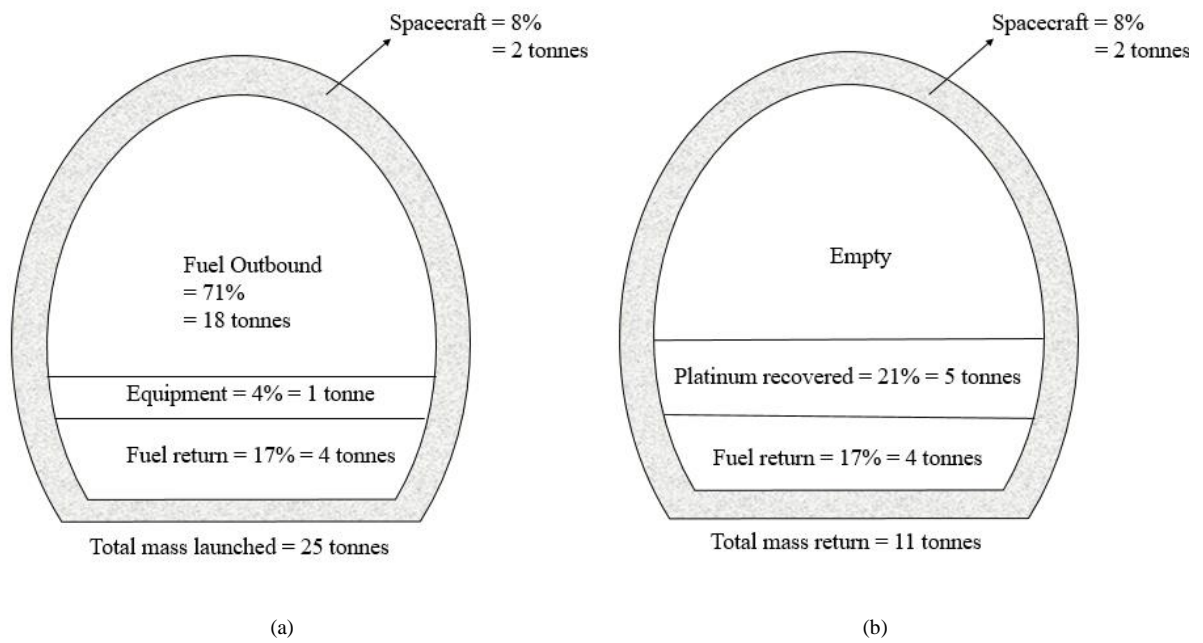 Spacecraft = 8%
= 2 tonnes
Fuel Outbound
= 71%
= 18 tonnes
Equipment = 4% = 1 tonne
Fuel return = 17% = 4 tonnes
Total mass launched = 25 tonnes
(a)
Spacecraft = 8%
= 2 tonnes
Empty
Platinum recovered = 21% = 5 tonnes
Fuel return = 17% = 4 tonnes
Total mass return = 11 tonnes
(b)